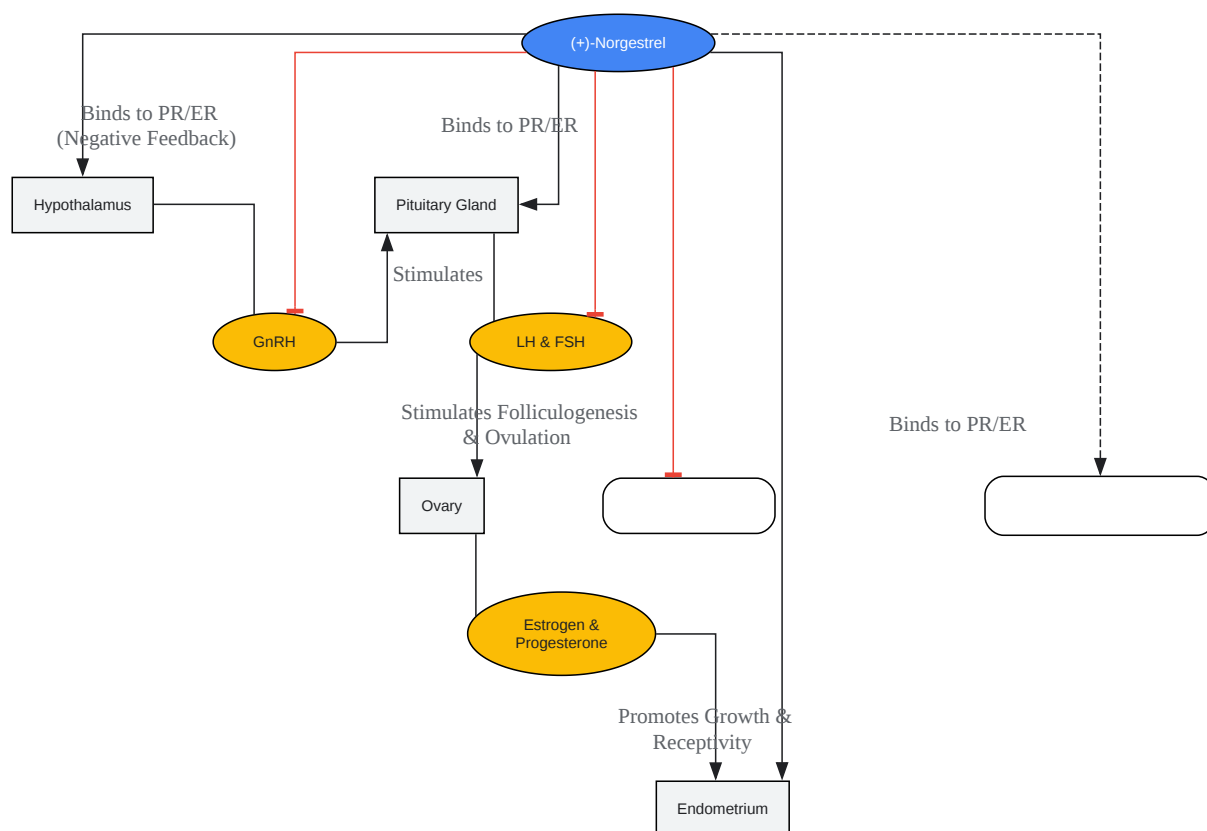 (+)-Norgestrel
Binds to PR/ER
(Negative Feedback)
Binds to PR/ER
Hypothalamus
Pituitary Gland
Stimulates
GnRH
LH & FSH
Stimulates Folliculogenesis
& Ovulation
Binds to PR/ER
Ovary
Estrogen &
Progesterone
Promotes Growth &
Receptivity
Endometrium